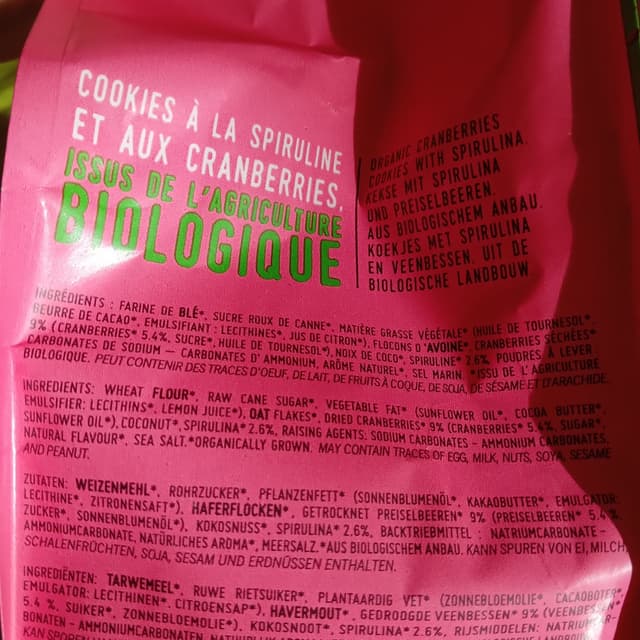 COOKIES À LA SPIRULINE
ET AUX CRANBERRIES,
ISSUS DE L'AGRICULTURE
BIOLOGIQUE
ORGANIC CRANBERRIES
COOKIES WITH SPIRULINA.
KEKSE MIT SPIRULINA
UND PREISELBEEREN.
AUS BIOLOGISCHEM ANBAU.
KOEKJES MET SPIRULINA
EN VEENBESSEN. UIT DE
BIOLOGISCHE LANDBOUW
INGRÉDIENTS : FARINE DE BLÉ*, SUCRE ROUX DE CANNE*, MATIÈRE GRASSE VÉGÉTALE* (HUILE DE TOURNESOL*,
BEURRE DE CACAO*, EMULSIFIANT : LECITHINES*, JUS DE CITRON*), FLOCONS D'AVOINE*, CRANBERRIES SÉCHÉES*
9% (CRANBERRIES* 5.4%, SUCRE*, HUILE DE TOURNESOL*), NOIX DE COCO*, SPIRULINE* 2.6%, POUDRES À LEVER :
CARBONATES DE SODIUM – CARBONATES D'AMMONIUM, ARÔME NATUREL*, SEL MARIN. *ISSU DE L'AGRICULTURE
BIOLOGIQUE. PEUT CONTENIR DES TRACES D'OEUF, DE LAIT, DE FRUITS À COQUE, DE SOJA, DE SÉSAME ET D'ARACHIDE.
INGREDIENTS: WHEAT FLOUR*, RAW CANE SUGAR*, VEGETABLE FAT* (SUNFLOWER OIL*, COCOA BUTTER*,
EMULSIFIER: LECITHINS*, LEMON JUICE*), OAT FLAKES*, DRIED CRANBERRIES* 9% (CRANBERRIES* 5.4%, SUGAR*,
SUNFLOWER OIL*), COCONUT*, SPIRULINA* 2.6%, RAISING AGENTS: SODIUM CARBONATES - AMMONIUM CARBONATES,
NATURAL FLAVOUR*, SEA SALT. *ORGANICALLY GROWN. MAY CONTAIN TRACES OF EGG, MILK, NUTS, SOYA, SESAME
AND PEANUT.
ZUTATEN: WEIZENMEHL*, ROHRZUCKER*, PFLANZENFETT* (SONNENBLUMENÖL*, KAKAOBUTTER*, EMULGATOR:
LECITHINE*, ZITRONENSAFT*), HAFERFLOCKEN*, GETROCKNET PREISELBEEREN* 9% (PREISELBEEREN* 5.4%,
ZUCKER*, SONNENBLUMENÖL*), KOKOSNUSS*, SPIRULINA* 2.6%, BACKTRIEBMITTEL : NATRIUMCARBONATE -
AMMONIUMCARBONATE, NATÜRLICHES AROMA*, MEERSALZ. *AUS BIOLOGISCHEM ANBAU. KANN SPUREN VON EI, MILCH,
SCHALENFRÜCHTEN, SOJA, SESAM UND ERDNÜSSEN ENTHALTEN.
INGREDIËNTEN: TARWEMEEL*, RUWE RIETSUIKER*, PLANTAARDIG VET* (ZONNEBLOEMOLIE*, CACAOBOTER*,
EMULGATOR: LECITHINEN*, CITROENSAP*), HAVERMOUT*, GEDROOGDE VEENBESSEN* 9% (VEENBESSEN*
5.4 %, SUIKER*, ZONNEBLOEMOLIE*), KOKOSNOOT*, SPIRULINA* 2.6%, RIJSMIDDELEN: NATRIUMCAR-
BONATEN - AMMONIUMCARBONATEN, NATUURLIJK
KAN SPOREN